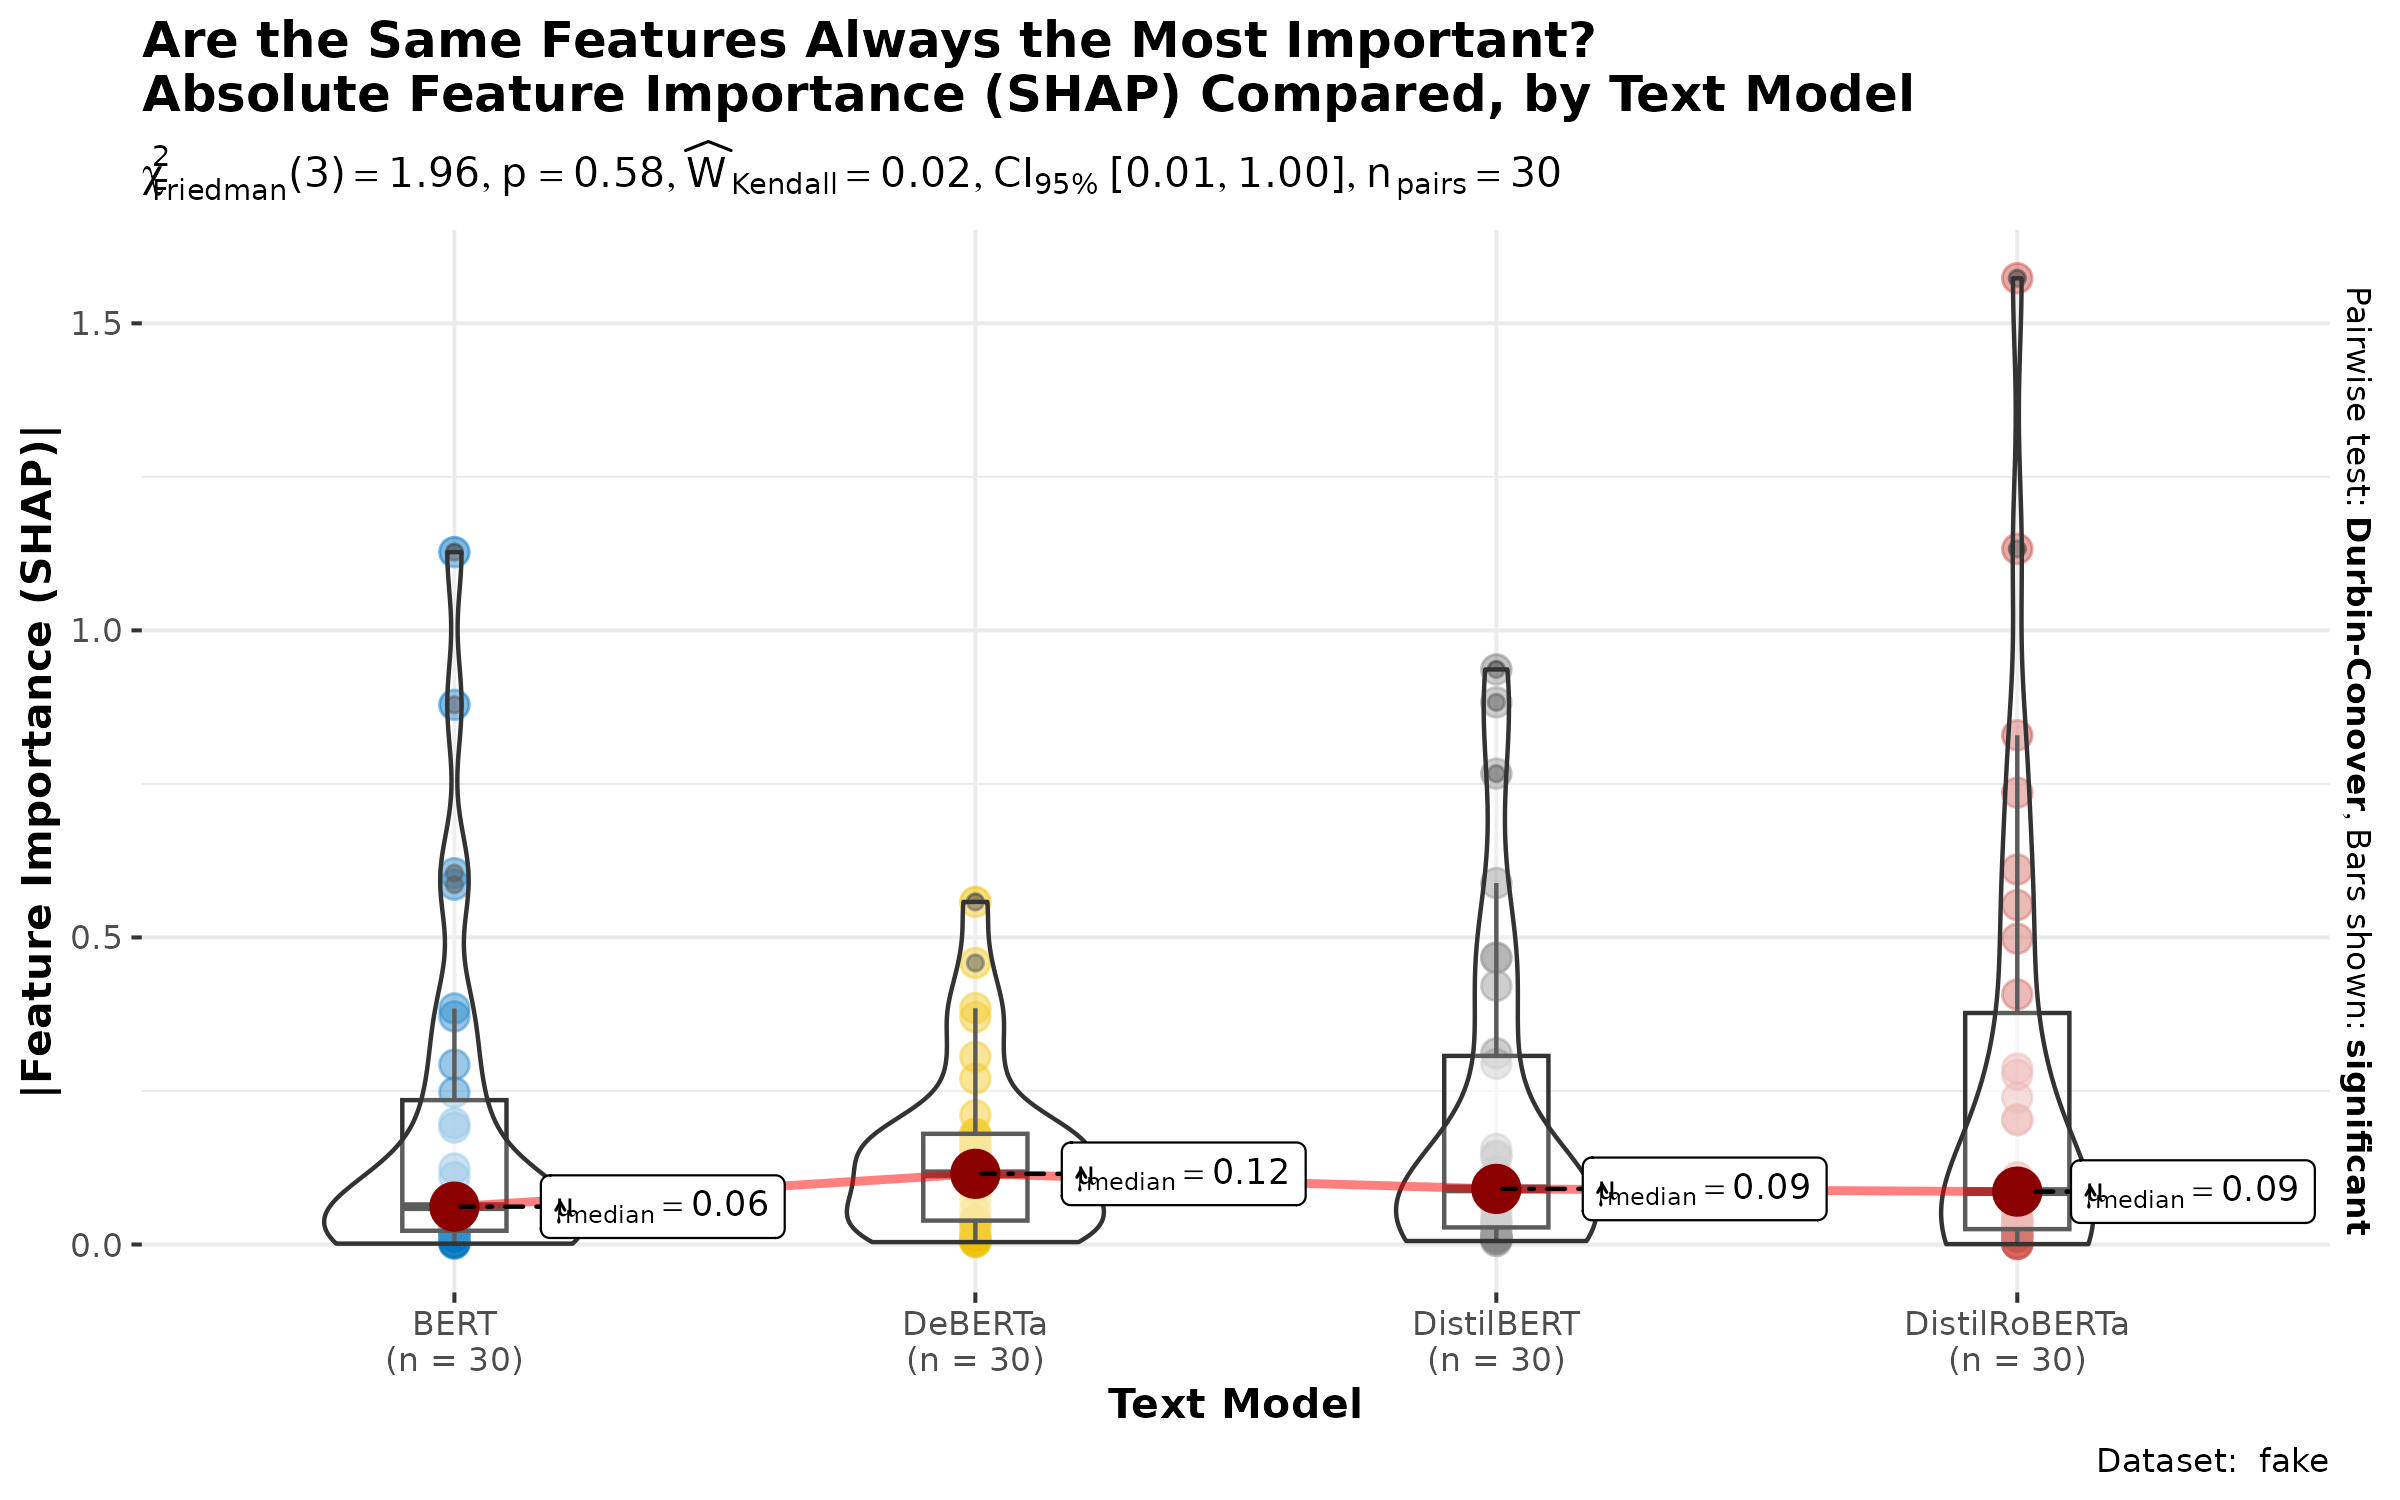 Are the Same Features Always the Most Important?
Absolute Feature Importance (SHAP) Compared, by Text Model
χ²Friedman(3) = 1.96, p = 0.58, ŴKendall = 0.02, CI95% [0.01, 1.00], npairs = 30
|Feature Importance (SHAP)|
1.5
1.0
0.5
0.0
μ̂median = 0.06
μ̂median = 0.12
μ̂median = 0.09
μ̂median = 0.09
Pairwise test: Durbin-Conover, Bars shown: significant
BERT
(n = 30)
DeBERTa
(n = 30)
DistilBERT
(n = 30)
DistilRoBERTa
(n = 30)
Text Model
Dataset: fake